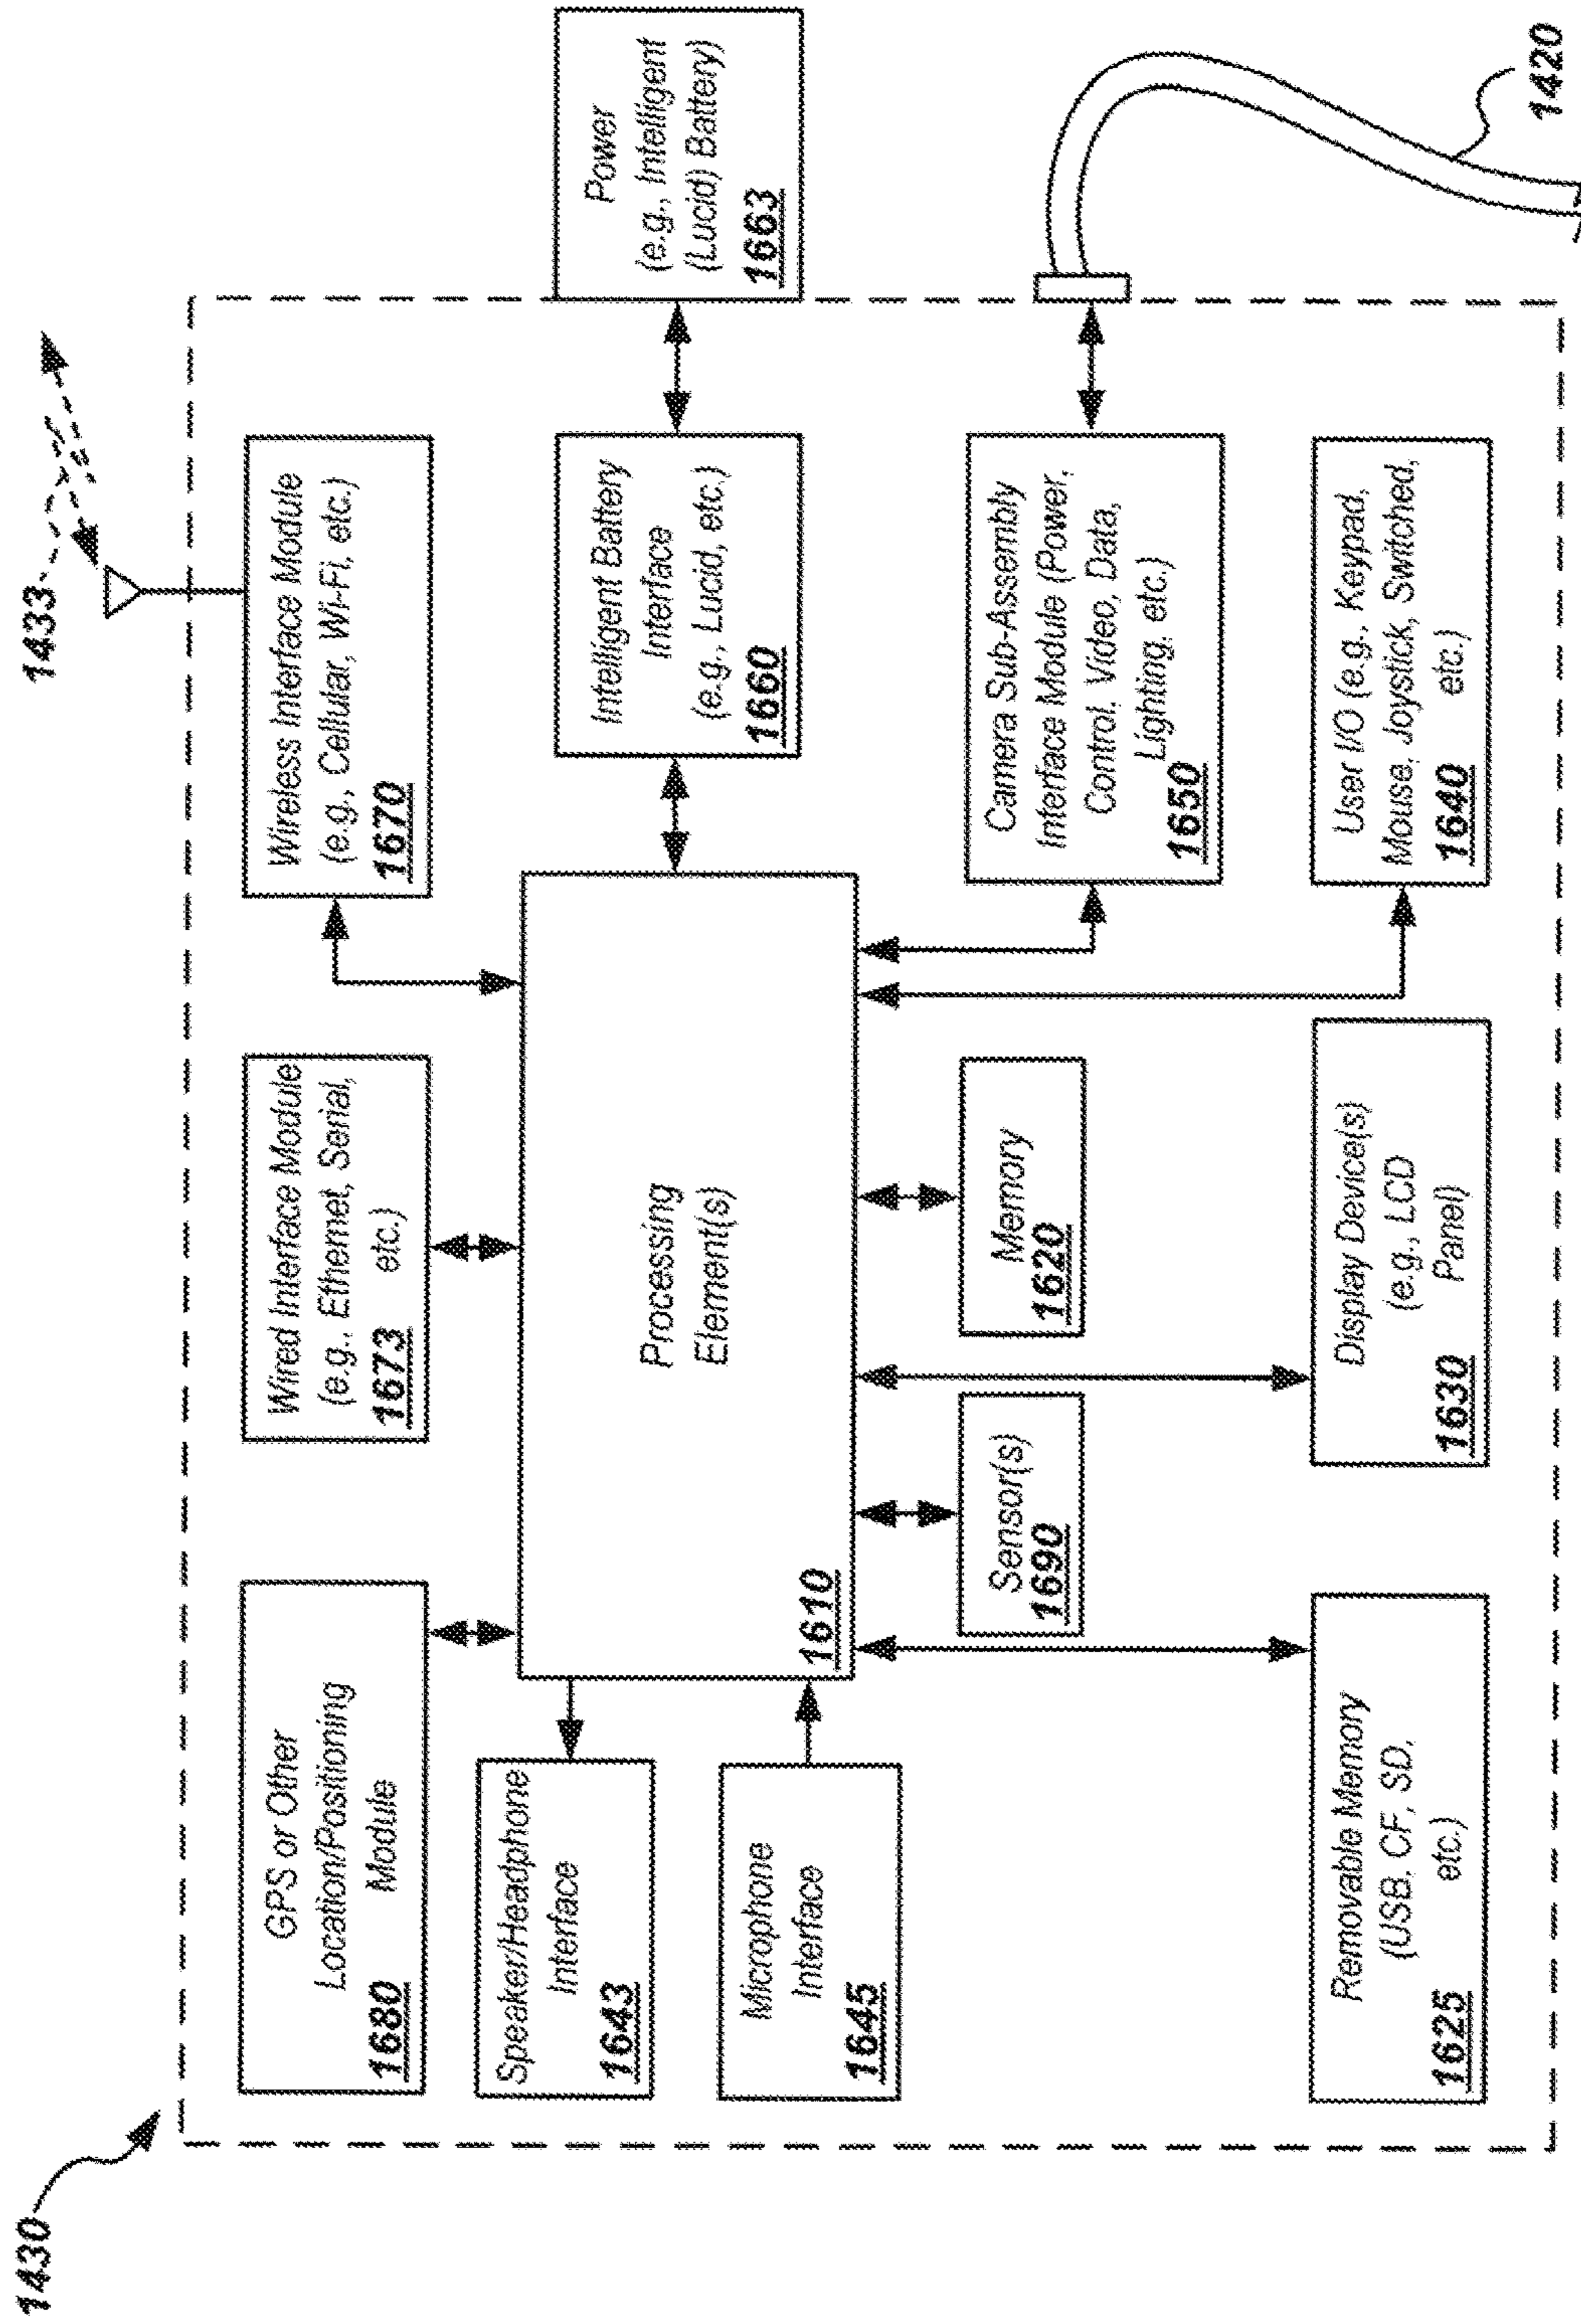 1430
1433
GPS or Other
Location/Positioning
Module
1680
Wired Interface Module
(e.g., Ethernet, Serial,
etc.)
1673
Wireless Interface Module
(e.g., Cellular, Wi-Fi, etc.)
1670
Speaker/Headphone
Interface
1643
Microphone
Interface
1645
Processing
Element(s)
1610
Intelligent Battery
Interface
(e.g., Lucid, etc.)
1660
Power
(e.g., Intelligent
(Lucid) Battery)
1663
Sensor(s)
1690
Memory
1620
Camera Sub-Assembly
Interface Module (Power,
Control, Video, Data,
Lighting, etc.)
1650
Removable Memory
(USB, CF, SD,
etc.)
1625
Display Device(s)
(e.g., LCD
Panel)
1630
User I/O (e.g., Keypad,
Mouse, Joystick, Switched,
etc.)
1640
1420